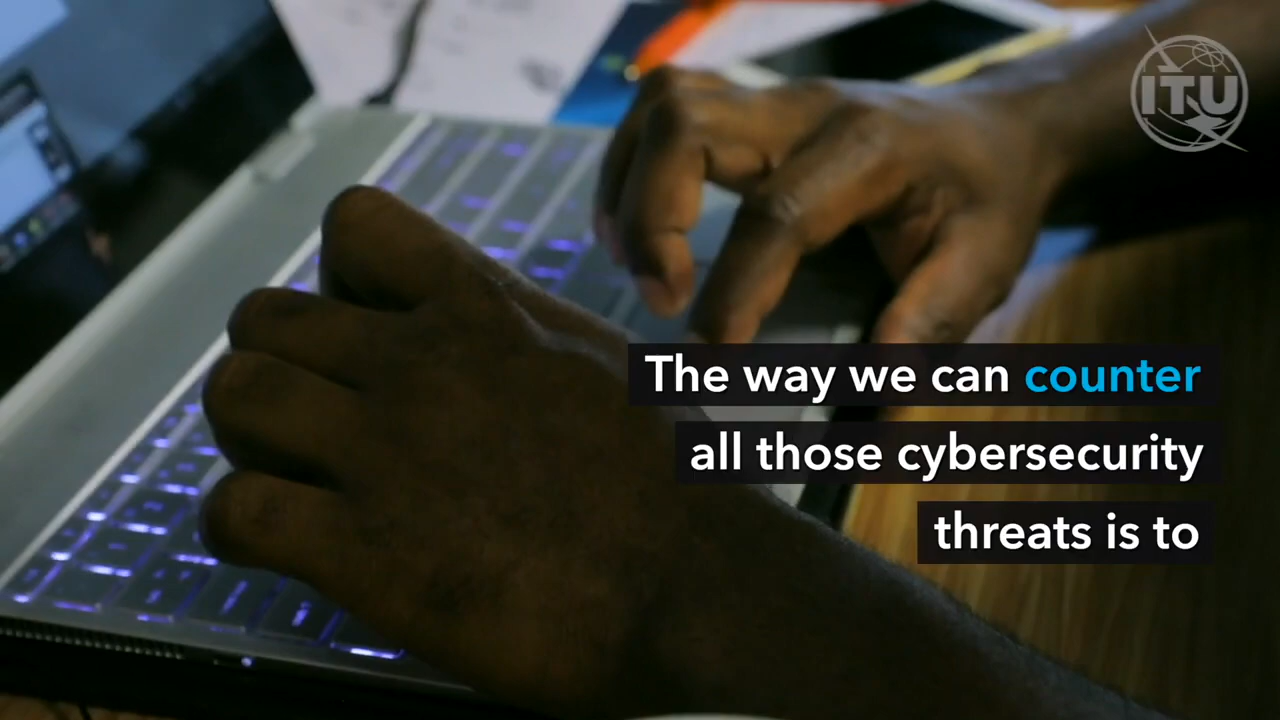 ITU
The way we can counter
all those cybersecurity
threats is to